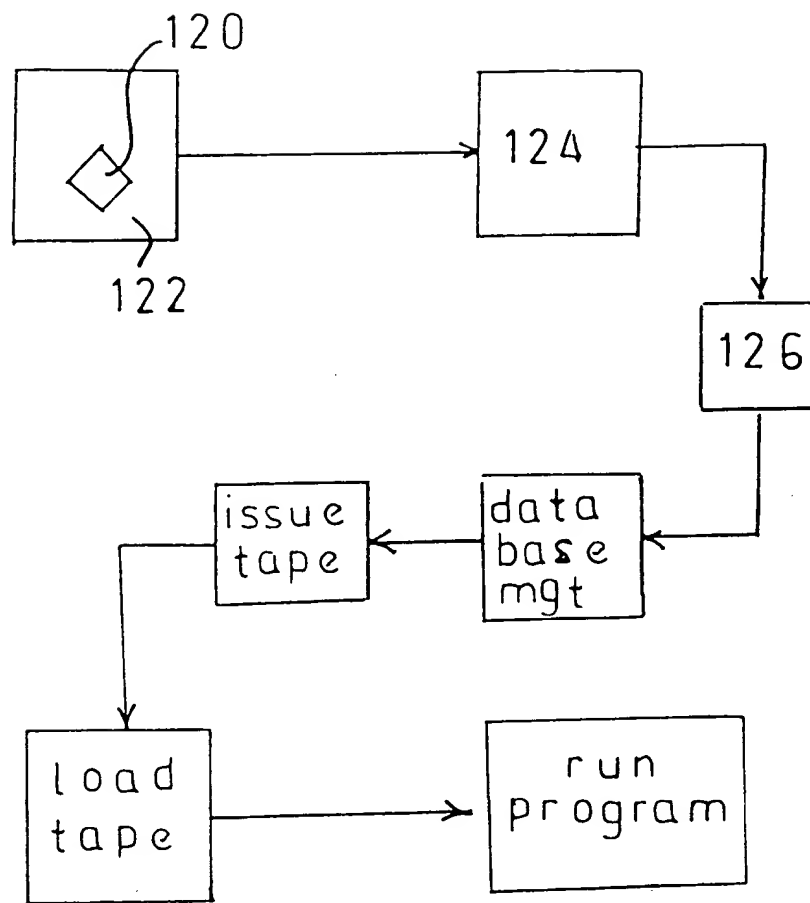 120
124
122
126
issue
tape
data
base
mgt
load
tape
run
program